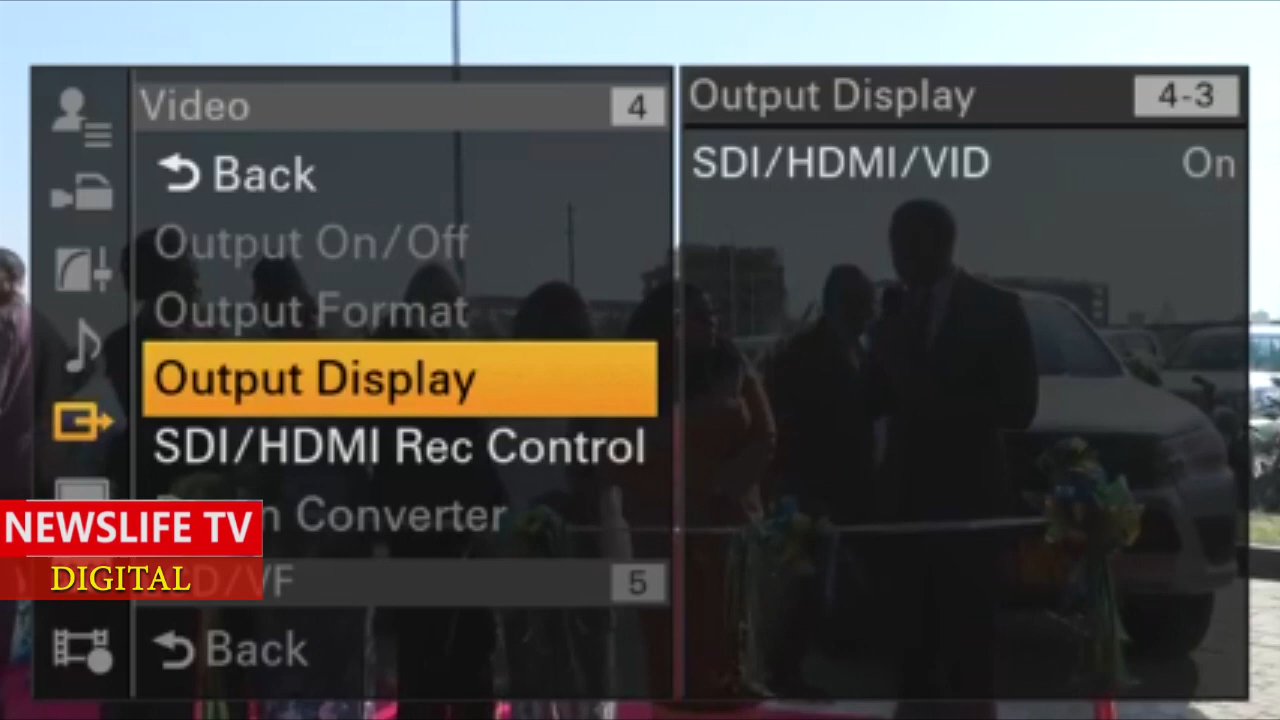 Video 4
Back
Output On/Off
Output Format
Output Display
SDI/HDMI Rec Control
Converter
/VF 5
Back
Output Display 4-3
SDI/HDMI/VID On
NEWSLIFE TV
DIGITAL